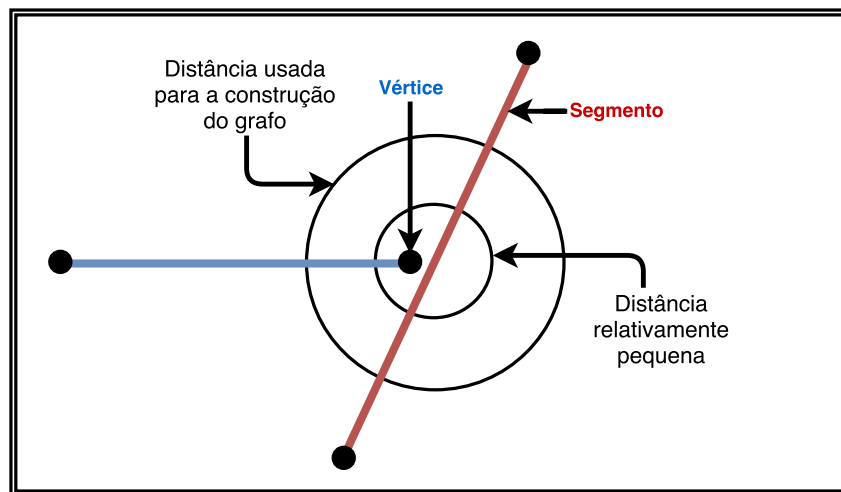 Distância usada
para a construção
do grafo
Vértice
Segmento
Distância
relativamente
pequena